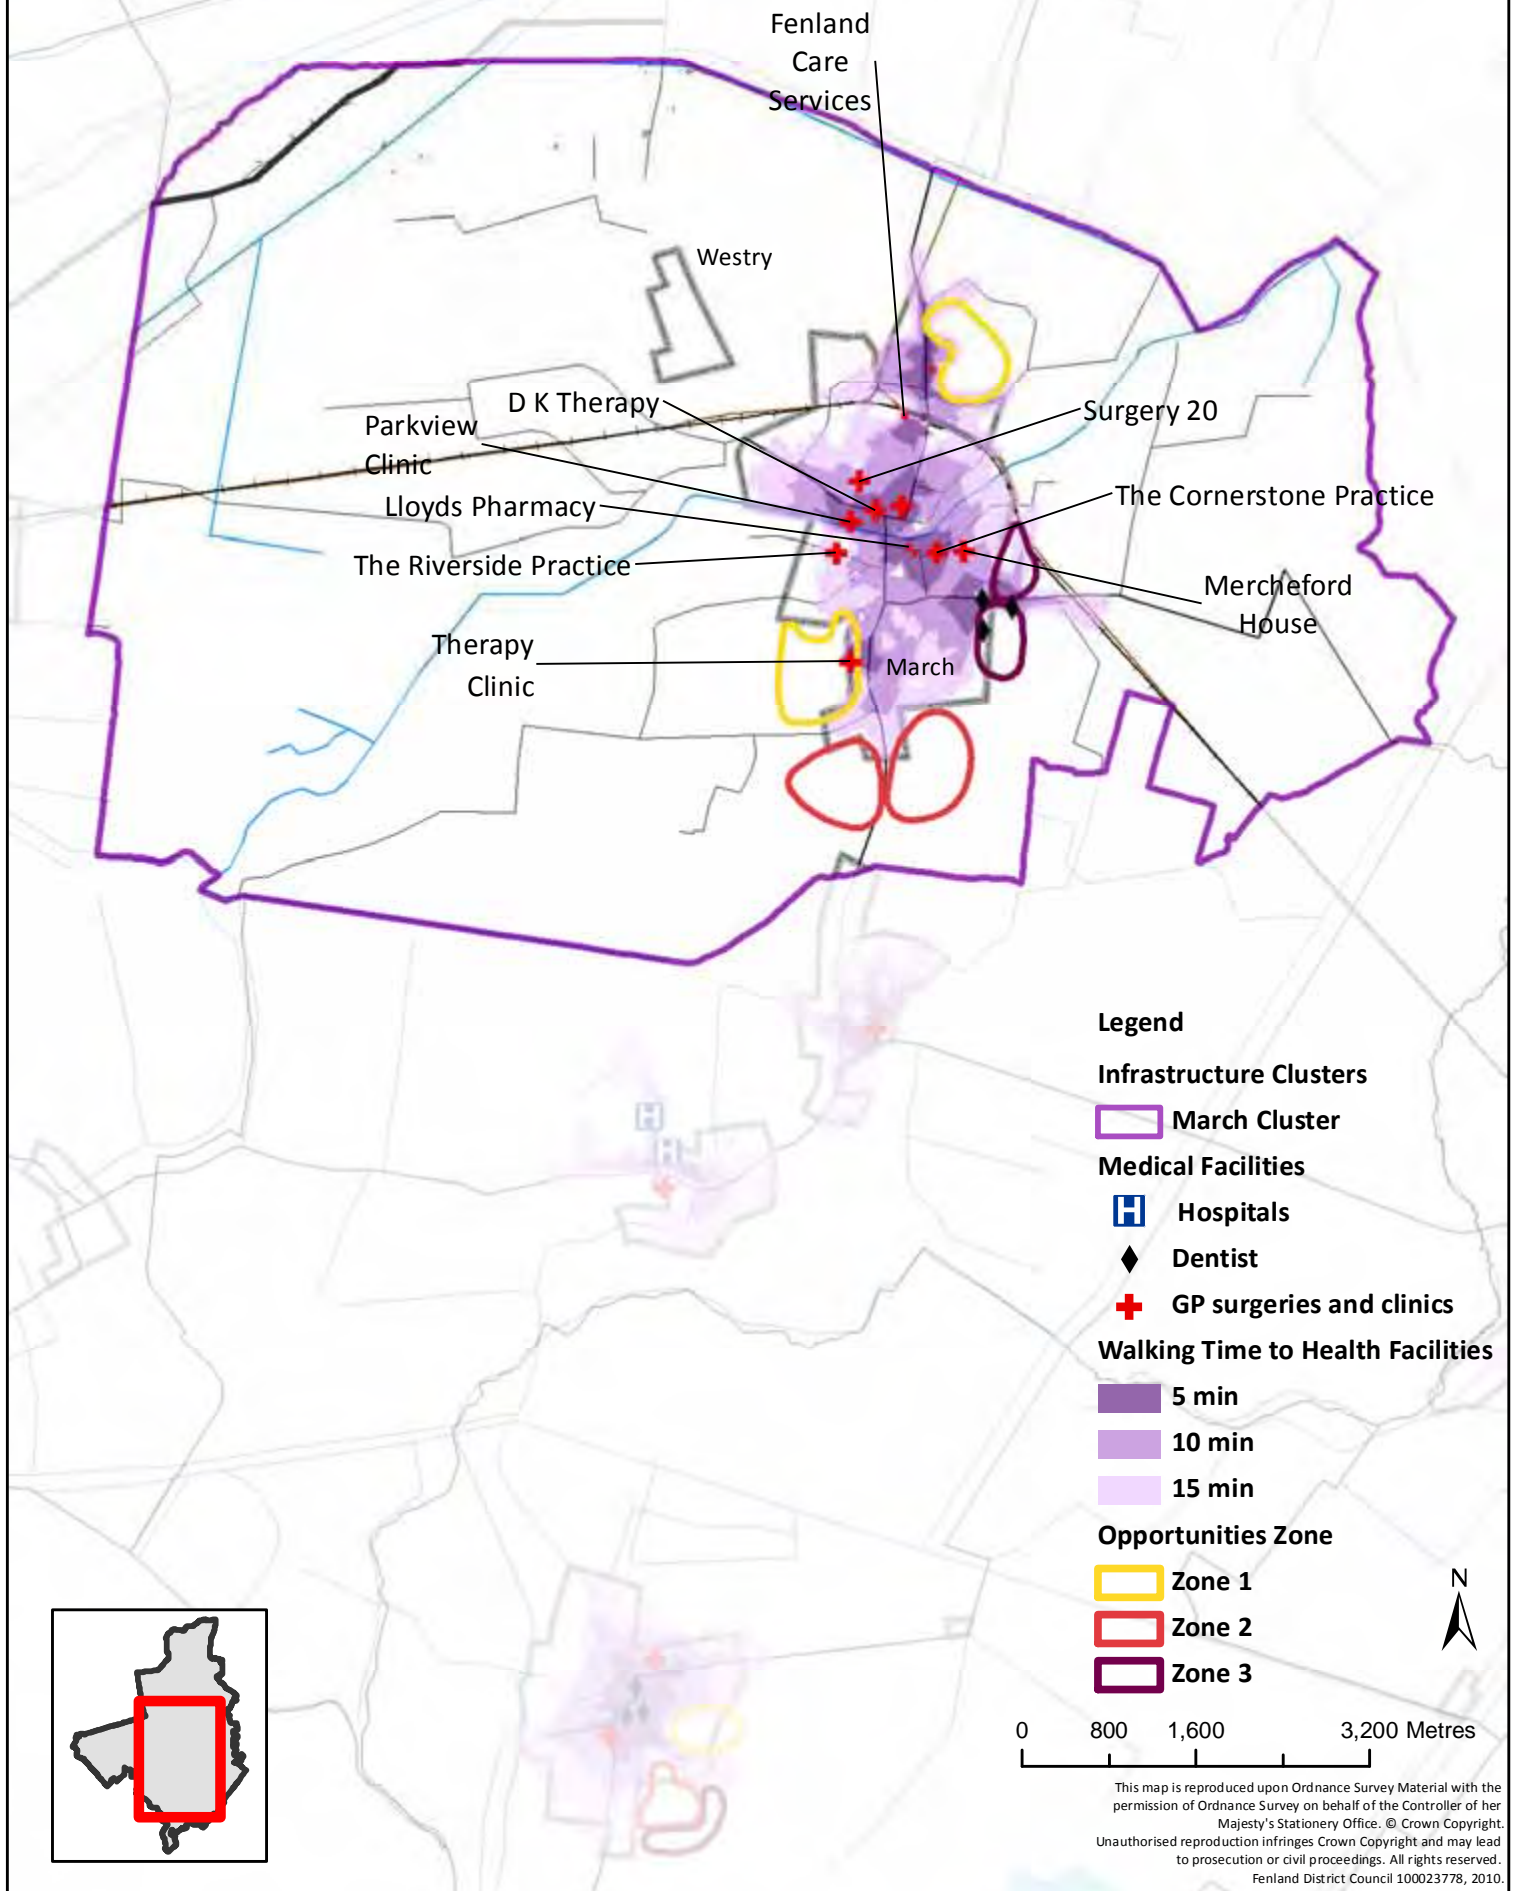 Fenland
Care
Services
Westry
D K Therapy
Surgery 20
Parkview
Clinic
Lloyds Pharmacy
The Cornerstone Practice
The Riverside Practice
Mercheford
House
Therapy
Clinic
March
Legend
Infrastructure Clusters
March Cluster
Medical Facilities
H
H
H Hospitals
Dentist
GP surgeries and clinics
Walking Time to Health Facilities
5 min
10 min
15 min
Opportunities Zone
Zone 1
Zone 2
Zone 3
N
0 800 1,600 3,200 Metres
This map is reproduced upon Ordnance Survey Material with the
permission of Ordnance Survey on behalf of the Controller of her
Majesty's Stationery Office. © Crown Copyright.
Unauthorised reproduction infringes Crown Copyright and may lead
to prosecution or civil proceedings. All rights reserved.
Fenland District Council 100023778, 2010.